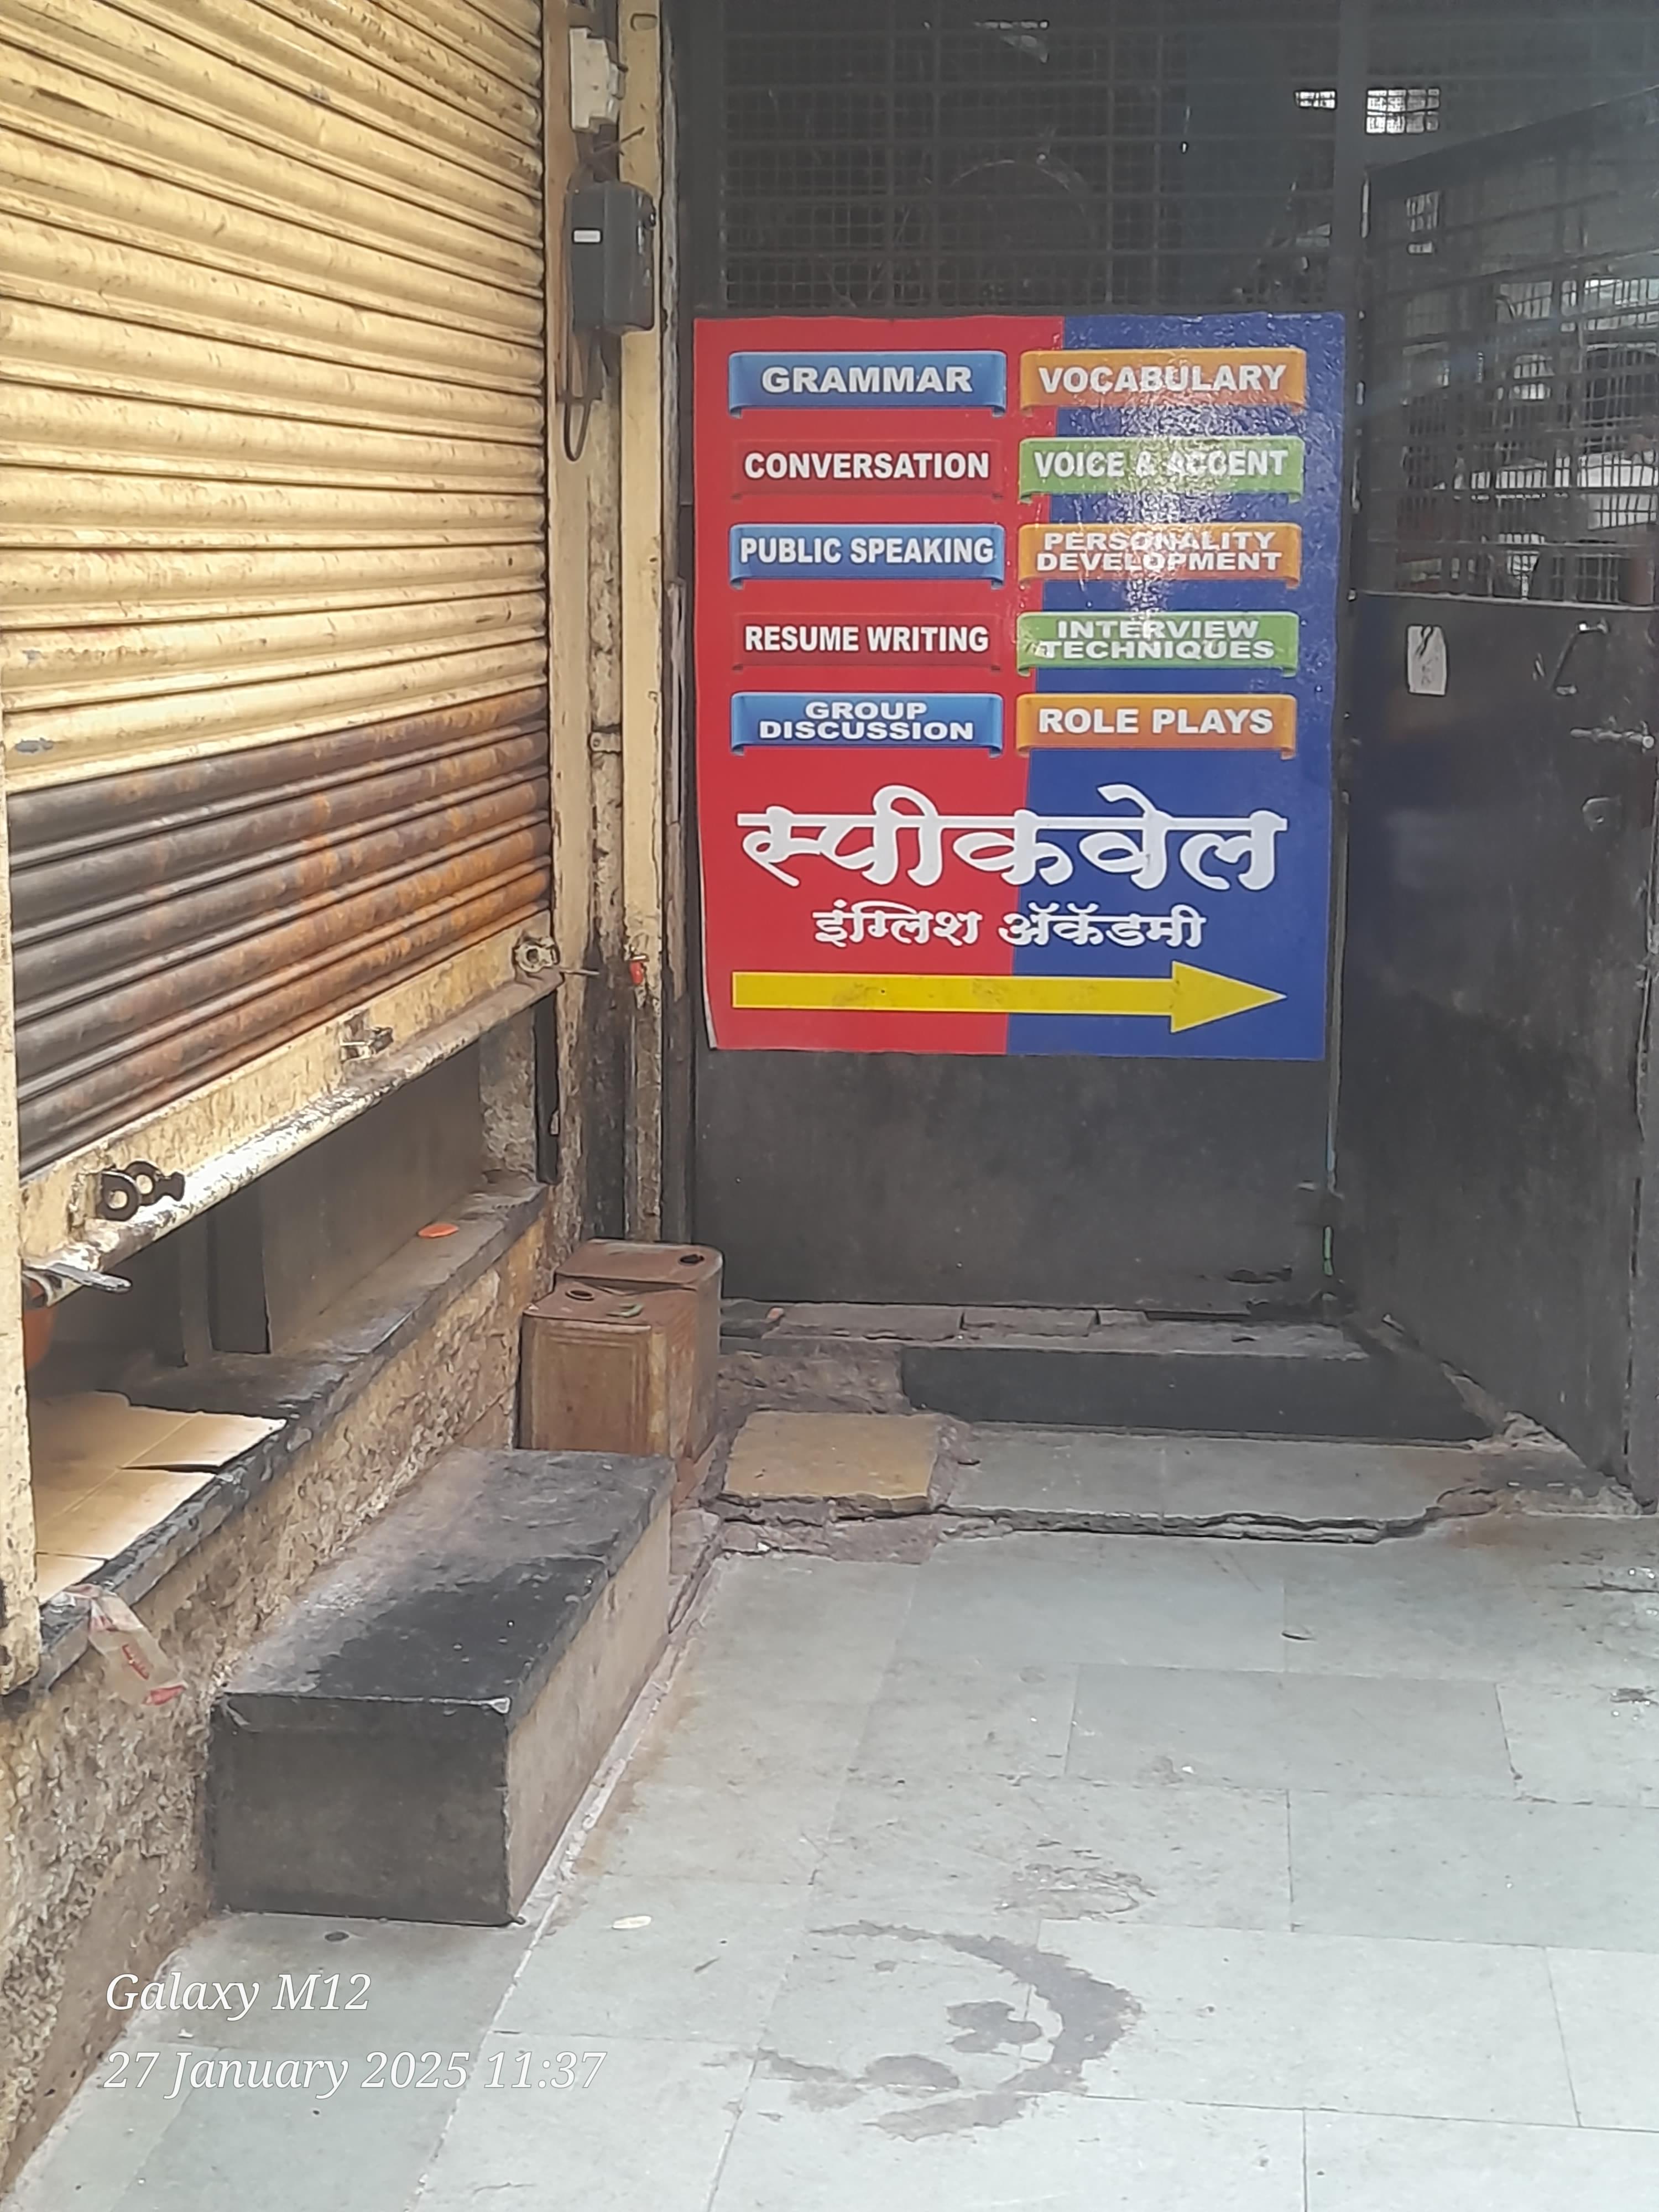 GRAMMAR
VOCABULARY
CONVERSATION
VOICE & ACCENT
PUBLIC SPEAKING
PERSONALITY
DEVELOPMENT
RESUME WRITING
INTERVIEW
TECHNIQUES
GROUP
DISCUSSION
ROLE PLAYS
स्पीकवेल
इंग्लिश ॲकॅडमी
Galaxy M12
27 January 2025 11:37